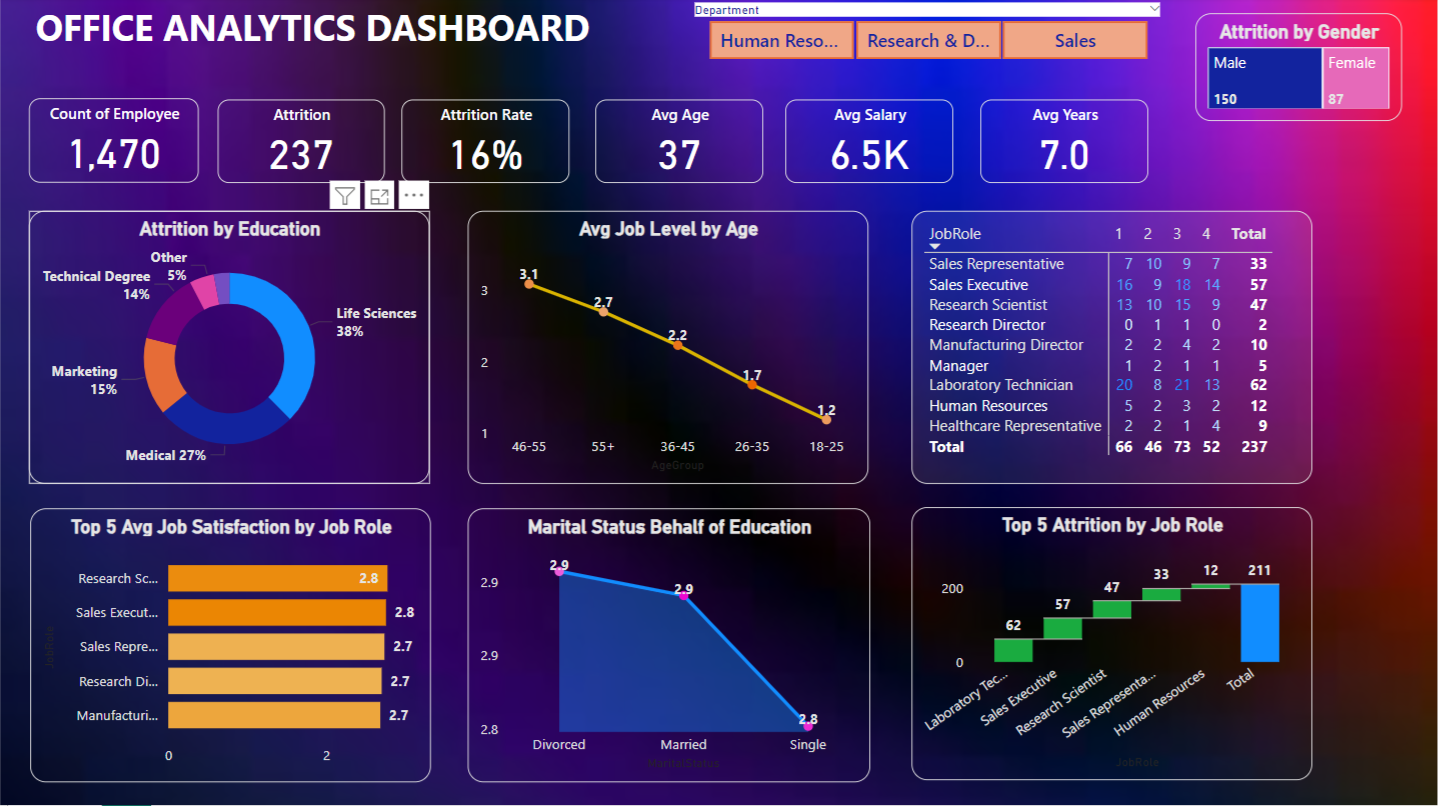 OFFICE ANALYTICS DASHBOARD
Department
Human Reso...
Research & D...
Sales
Attrition by Gender
Male
150
Female
87
Count of Employee
1,470
Attrition
237
Attrition Rate
16%
Avg Age
37
Avg Salary
6.5K
Avg Years
7.0
Attrition by Education
Other
5%
Technical Degree
14%
Life Sciences
38%
Marketing
15%
Medical 27%
Avg Job Level by Age
3
2
1
3.1
2.7
2.2
1.7
1.2
46-55
55+
36-45
26-35
18-25
AgeGroup
JobRole 1 2 3 4 Total
Sales Representative 7 10 9 7 33
Sales Executive 16 9 18 14 57
Research Scientist 13 10 15 9 47
Research Director 0 1 1 0 2
Manufacturing Director 2 2 4 2 10
Manager 1 2 1 1 5
Laboratory Technician 20 8 21 13 62
Human Resources 5 2 3 2 12
Healthcare Representative 2 2 1 4 9
Total 66 46 73 52 237
Top 5 Avg Job Satisfaction by Job Role
JobRole
Research Sc... 2.8
Sales Execut... 2.8
Sales Repre... 2.7
Research Di... 2.7
Manufacturi... 2.7
0 2
Marital Status Behalf of Education
2.9
2.9
2.8
2.9
2.9
2.8
Divorced
Married
Single
MaritalStatus
Top 5 Attrition by Job Role
200
0
62
57
47
33
12
211
Laboratory Tec...
Sales Executive
Research Scientist
Sales Representa...
Human Resources
Total
JobRole